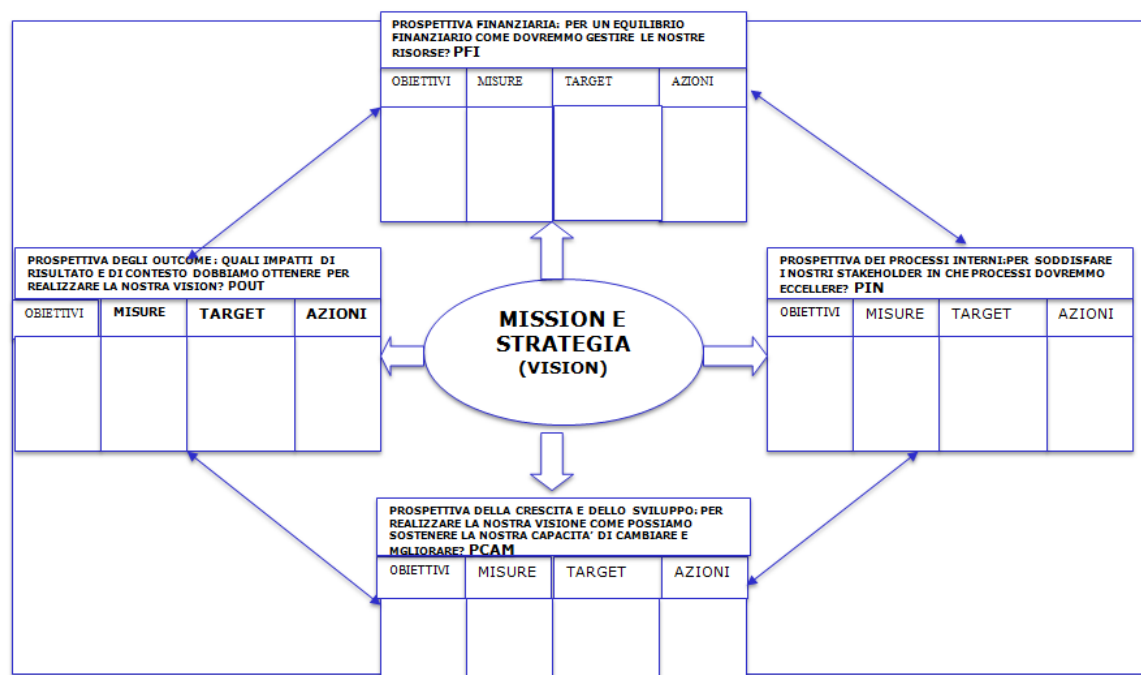 PROSPETTIVA FINANZIARIA: PER UN EQUILIBRIO
FINANZIARIO COME DOVREMMO GESTIRE LE NOSTRE
RISORSE? PFI
OBIETTIVI MISURE TARGET AZIONI
PROSPETTIVA DEGLI OUTCOME : QUALI IMPATTI DI
RISULTATO E DI CONTESTO DOBBIAMO OTTENERE PER
REALIZZARE LA NOSTRA VISION? POUT
OBIETTIVI MISURE TARGET AZIONI
MISSION E
STRATEGIA
(VISION)
PROSPETTIVA DEI PROCESSI INTERNI:PER SODDISFARE
I NOSTRI STAKEHOLDER IN CHE PROCESSI DOVREMMO
ECCELLERE? PIN
OBIETTIVI MISURE TARGET AZIONI
PROSPETTIVA DELLA CRESCITA E DELLO SVILUPPO: PER
REALIZZARE LA NOSTRA VISIONE COME POSSIAMO
SOSTENERE LA NOSTRA CAPACITA' DI CAMBIARE E
MGLIORARE? PCAM
OBIETTIVI MISURE TARGET AZIONI